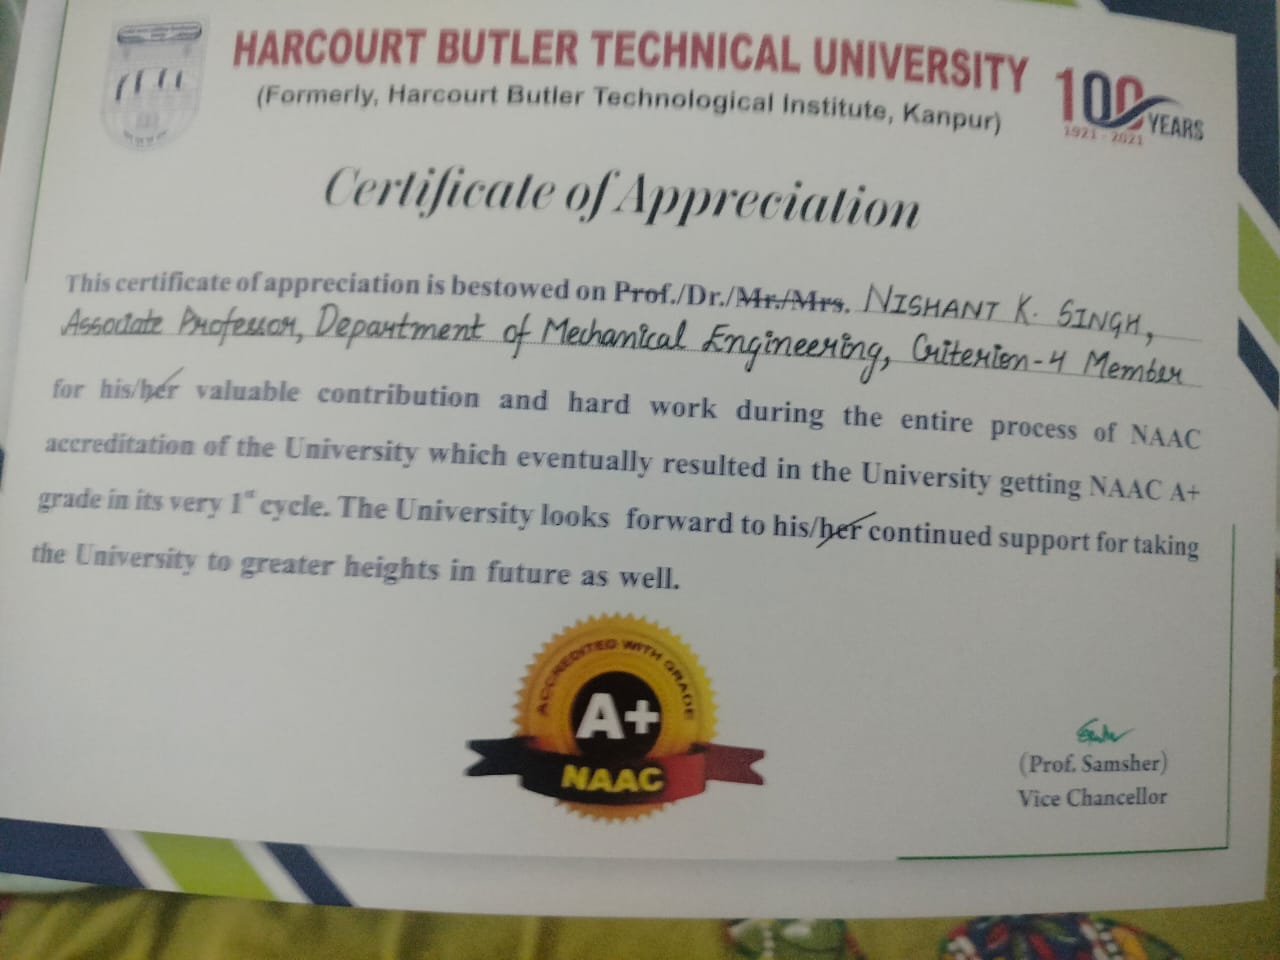 HARCOURT BUTLER TECHNICAL UNIVERSITY
(Formerly, Harcourt Butler Technological Institute, Kanpur)
100 YEARS
1921 - 2021
Certificate of Appreciation
This certificate of appreciation is bestowed on Prof./Dr./Mr./Mrs. NISHANT K. SINGH,
Associate Professor, Department of Mechanical Engineering, Criterion-4 Member
for his/her valuable contribution and hard work during the entire process of NAAC
accreditation of the University which eventually resulted in the University getting NAAC A+
grade in its very 1st cycle. The University looks forward to his/her continued support for taking
the University to greater heights in future as well.
ACCREDITED WITH GRADE
A+
NAAC
(Prof. Samsher)
Vice Chancellor